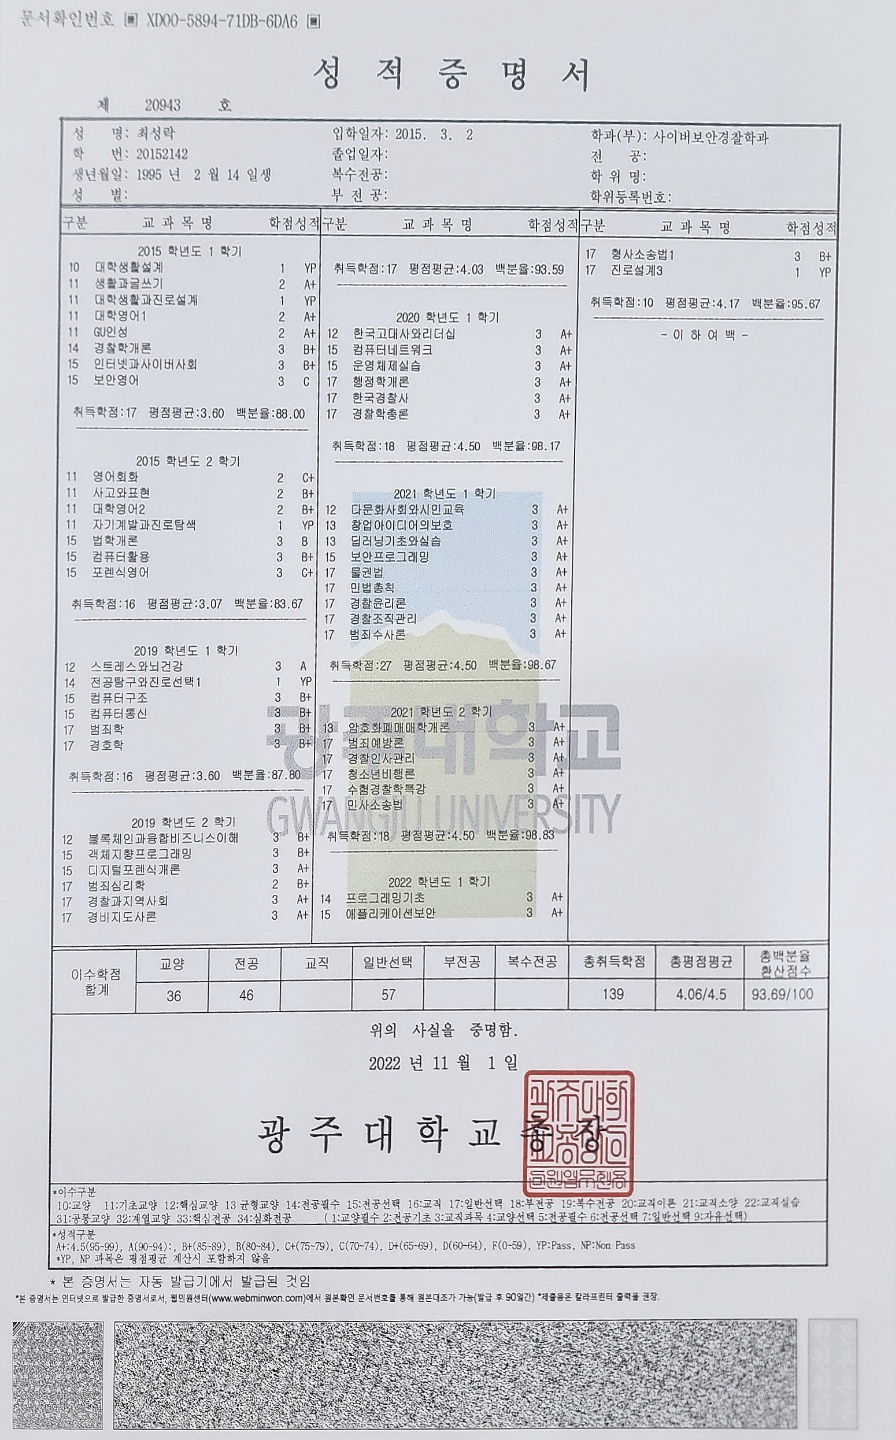 문서확인번호 ▣ XD00-5894-71DB-6DA6 ▣
성 적 증 명 서
제 20943 호
성 명: 최성락 입학일자: 2015. 3. 2 학과(부): 사이버보안경찰학과
학 번: 20152142 졸업일자: 전 공:
생년월일: 1995 년 2 월 14 일생 복수전공: 학 위 명:
성 별: 부 전 공: 학위등록번호:
구분 교 과 목 명 학점성적
2015 학년도 1 학기
10 대학생활설계 1 YP
11 생활과글쓰기 2 A+
11 대학생활과진로설계 1 YP
11 대학영어1 2 A+
11 GU인성 2 A+
14 경찰학개론 3 B+
15 인터넷과사이버사회 3 B+
15 보안영어 3 C
취득학점:17 평점평균:3.60 백분율:88.00
2015 학년도 2 학기
11 영어회화 2 C+
11 사고와표현 2 B+
11 대학영어2 2 B+
11 자기계발과진로탐색 1 YP
15 법학개론 3 B
15 컴퓨터활용 3 B+
15 포렌식영어 3 C+
취득학점:16 평점평균:3.07 백분율:83.67
2019 학년도 1 학기
12 스트레스와뇌건강 3 A
14 전공탐구와진로선택1 1 YP
15 컴퓨터구조 3 B+
15 컴퓨터통신 3 B+
17 범죄학 3 B+
17 경호학 3 B+
취득학점:16 평점평균:3.60 백분율:87.80
2019 학년도 2 학기
12 블록체인과융합비즈니스이해 3 B+
15 객체지향프로그래밍 3 B+
15 디지털포렌식개론 3 A+
17 범죄심리학 2 B+
17 경찰과지역사회 3 A+
17 경비지도사론 3 A+
구분 교 과 목 명 학점성적
취득학점:17 평점평균:4.03 백분율:93.59
2020 학년도 1 학기
12 한국고대사와리더십 3 A+
15 컴퓨터네트워크 3 A+
15 운영체제실습 3 A+
17 행정학개론 3 A+
17 한국경찰사 3 A+
17 경찰학총론 3 A+
취득학점:18 평점평균:4.50 백분율:98.17
2021 학년도 1 학기
12 다문화사회와시민교육 3 A+
13 창업아이디어의보호 3 A+
13 딥러닝기초와실습 3 A+
15 보안프로그래밍 3 A+
17 물권법 3 A+
17 민법총칙 3 A+
17 경찰윤리론 3 A+
17 경찰조직관리 3 A+
17 범죄수사론 3 A+
취득학점:27 평점평균:4.50 백분율:98.67
2021 학년도 2 학기
13 암호화폐매매학개론 3 A+
17 범죄예방론 3 A+
17 경찰인사관리 3 A+
17 청소년비행론 3 A+
17 수험경찰학특강 3 A+
17 민사소송법 3 A+
광주대학교
GWANGJU UNIVERSITY
취득학점:18 평점평균:4.50 백분율:98.83
2022 학년도 1 학기
14 프로그래밍기초 3 A+
15 애플리케이션보안 3 A+
구분 교 과 목 명 학점성적
17 형사소송법1 3 B+
17 진로설계3 1 YP
취득학점:10 평점평균:4.17 백분율:95.67
- 이 하 여 백 -
이수학점 합계 교양 전공 교직 일반선택 부전공 복수전공 총취득학점 총평점평균 총백분율 환산점수
36 46 57 139 4.06/4.5 93.69/100
위의 사실을 증명함.
2022 년 11 월 1 일
광 주 대 학 교 총 장
*이수구분
10:교양 11:기초교양 12:핵심교양 13 균형교양 14:전공필수 15:전공선택 16:교직 17:일반선택 18:부전공 19:복수전공 20:교직이론 21:교직소양 22:교직실습
31:공통교양 32:계열교양 33:핵심전공 34:심화전공 (1:교양필수 2:전공기초 3:교직과목 4:교양선택 5:전공필수 6:전공선택 7:일반선택 9:자유선택)
*성적구분
A+:4.5(95-99), A(90-94):, B+(85-89), B(80-84), C+(75-79), C(70-74), D+(65-69), D(60-64), F(0-59), YP:Pass, NP:Non Pass
*YP, NP 과목은 평점평균 계산시 포함하지 않음
* 본 증명서는 자동 발급기에서 발급된 것임
*본 증명서는 인터넷으로 발급한 증명서로서, 웹민원센터(www.webminwon.com)에서 원본확인 문서번호를 통해 원본대조가 가능(발급 후 90일간) *제출용은 칼라프린터 출력을 권장.